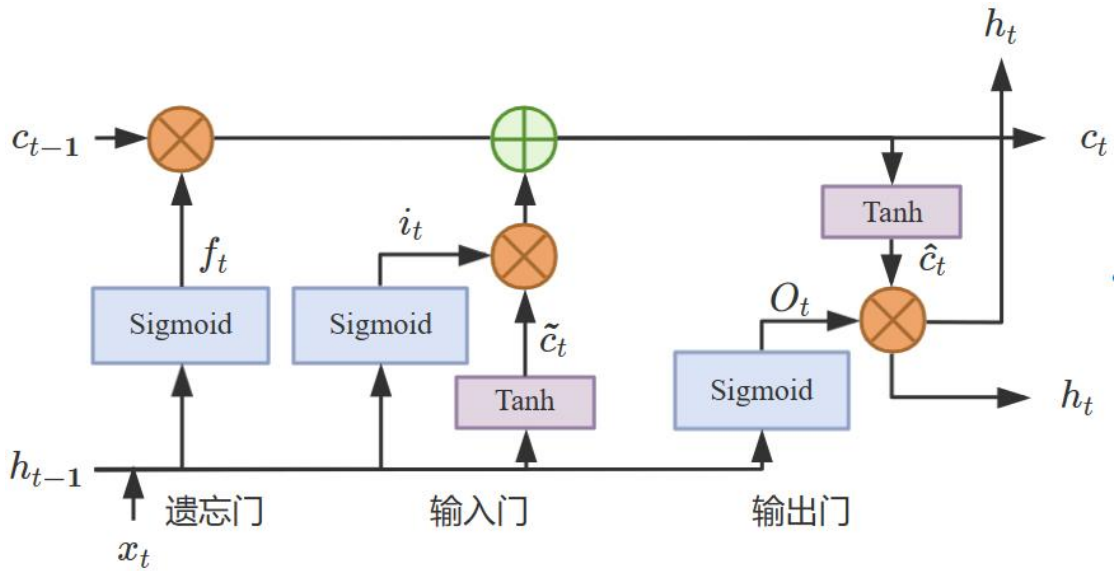 h_t
c_{t-1}
c_t
Tanh
i_t
f_t
ĉ_t
O_t
Sigmoid
Sigmoid
c̃_t
Tanh
Sigmoid
h_t
h_{t-1}
遗忘门
输入门
输出门
x_t